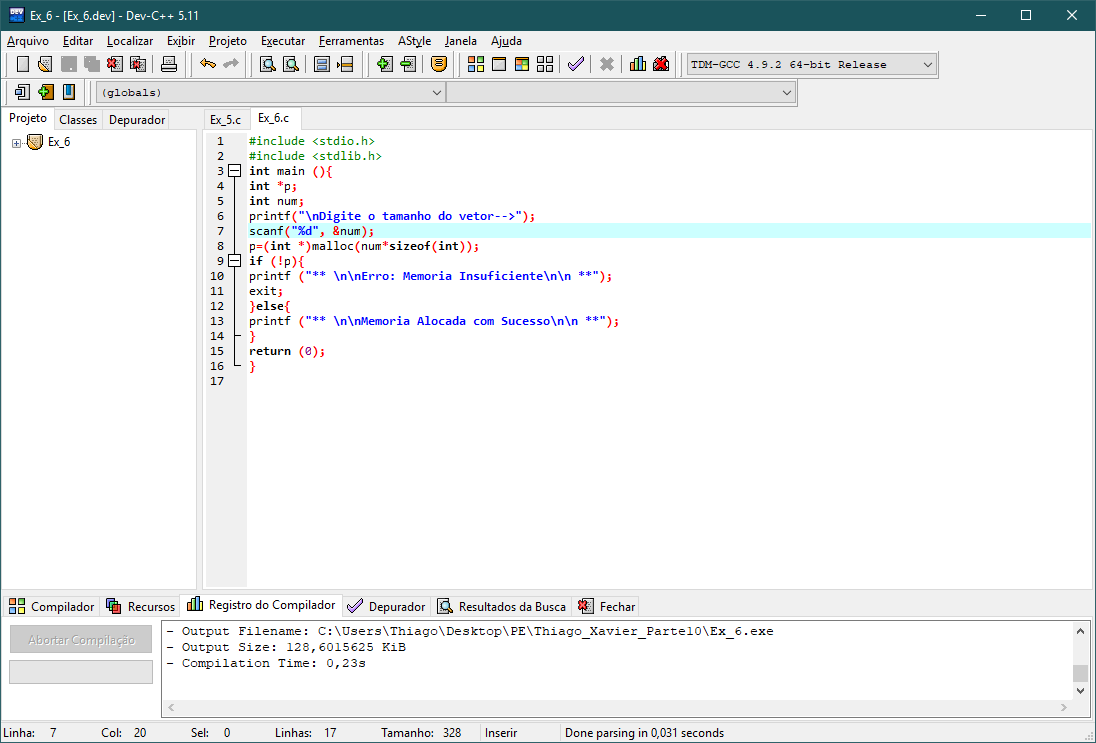 Ex_6 - [Ex_6.dev] - Dev-C++ 5.11
Arquivo Editar Localizar Exibir Projeto Executar Ferramentas AStyle Janela Ajuda
TDM-GCC 4.9.2 64-bit Release
(globals)
Projeto Classes Depurador
Ex_5.c Ex_6.c
Ex_6
1 #include <stdio.h>
2 #include <stdlib.h>
3 int main (){
4 int *p;
5 int num;
6 printf("\nDigite o tamanho do vetor-->");
7 scanf("%d", &num);
8 p=(int *)malloc(num*sizeof(int));
9 if (!p){
10 printf ("** \n\nErro: Memoria Insuficiente\n\n **");
11 exit;
12 }else{
13 printf ("** \n\nMemoria Alocada com Sucesso\n\n **");
14 }
15 return (0);
16 }
17
Compilador Recursos Registro do Compilador Depurador Resultados da Busca Fechar
Abortar Compilação
- Output Filename: C:\Users\Thiago\Desktop\PE\Thiago_Xavier_Parte10\Ex_6.exe
- Output Size: 128,6015625 KiB
- Compilation Time: 0,23s
Linha: 7 Col: 20 Sel: 0 Linhas: 17 Tamanho: 328 Inserir Done parsing in 0,031 seconds